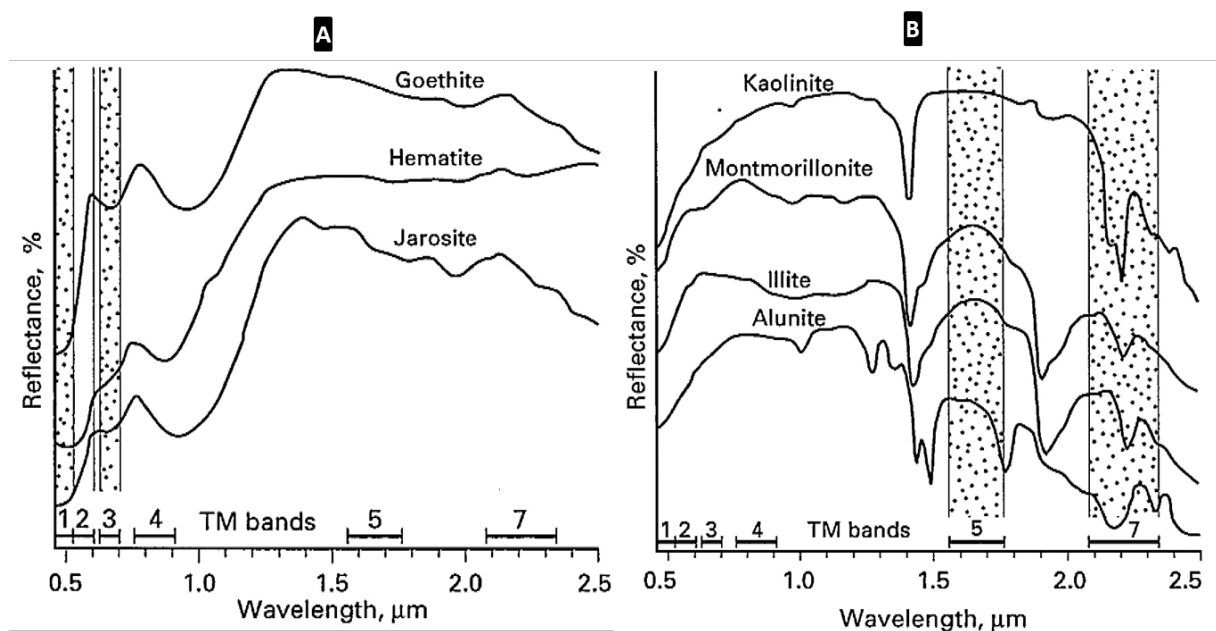 A
Goethite
Hematite
Jarosite
Reflectance, %
1 2 3 4 TM bands 5 7
0.5 1.0 1.5 2.0 2.5
Wavelength, μm
B
Kaolinite
Montmorillonite
Illite
Alunite
Reflectance, %
1 2 3 4 TM bands 5 7
0.5 1.0 1.5 2.0 2.5
Wavelength, μm